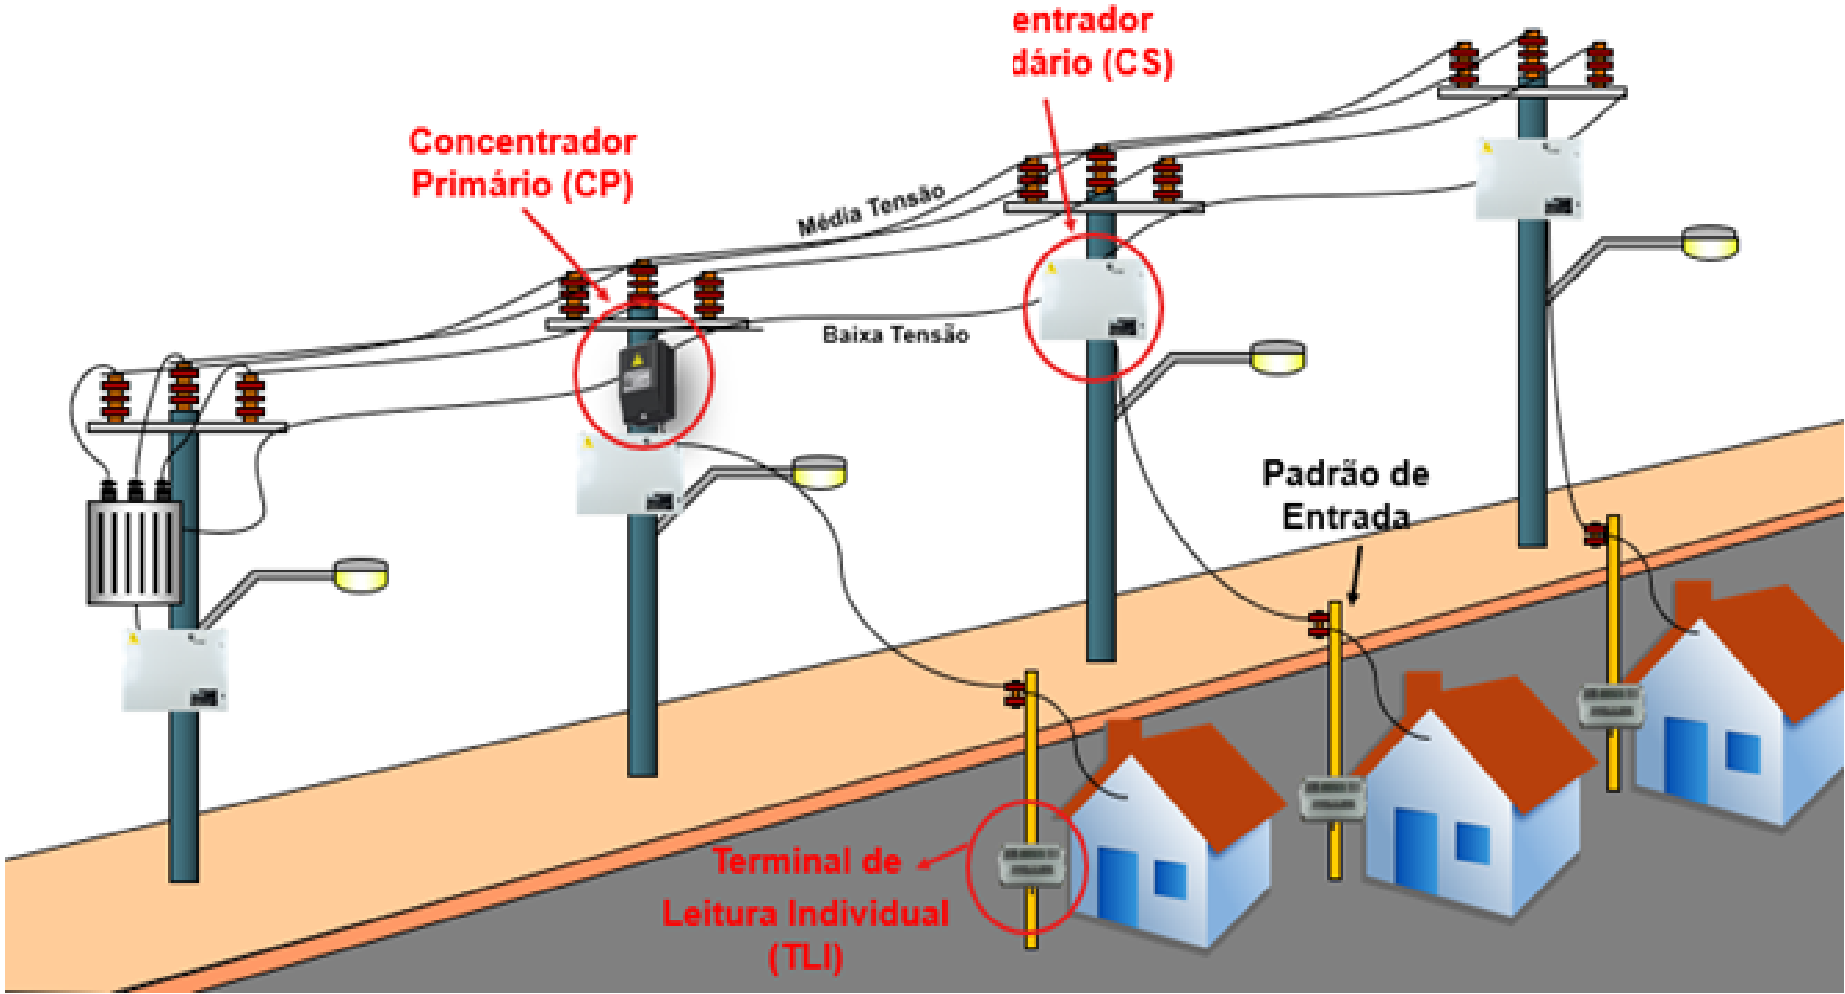 entrador
dário (CS)
Concentrador
Primário (CP)
Média Tensão
Baixa Tensão
Padrão de
Entrada
Terminal de
Leitura Individual
(TLI)